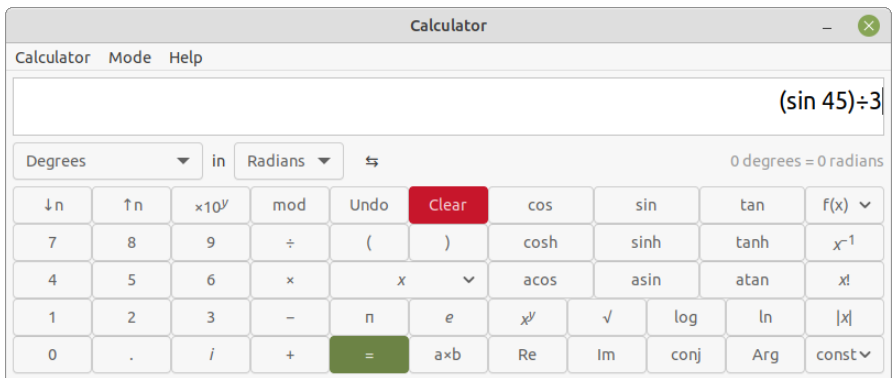 Calculator
Calculator Mode Help
(sin 45)÷3
Degrees in Radians ⇆ 0 degrees = 0 radians
↓n ↑n ×10ʸ mod Undo Clear cos sin tan f(x)
7 8 9 ÷ ( ) cosh sinh tanh x⁻¹
4 5 6 × x acos asin atan x!
1 2 3 − π e xʸ √ log ln |x|
0 . i + = a×b Re Im conj Arg const